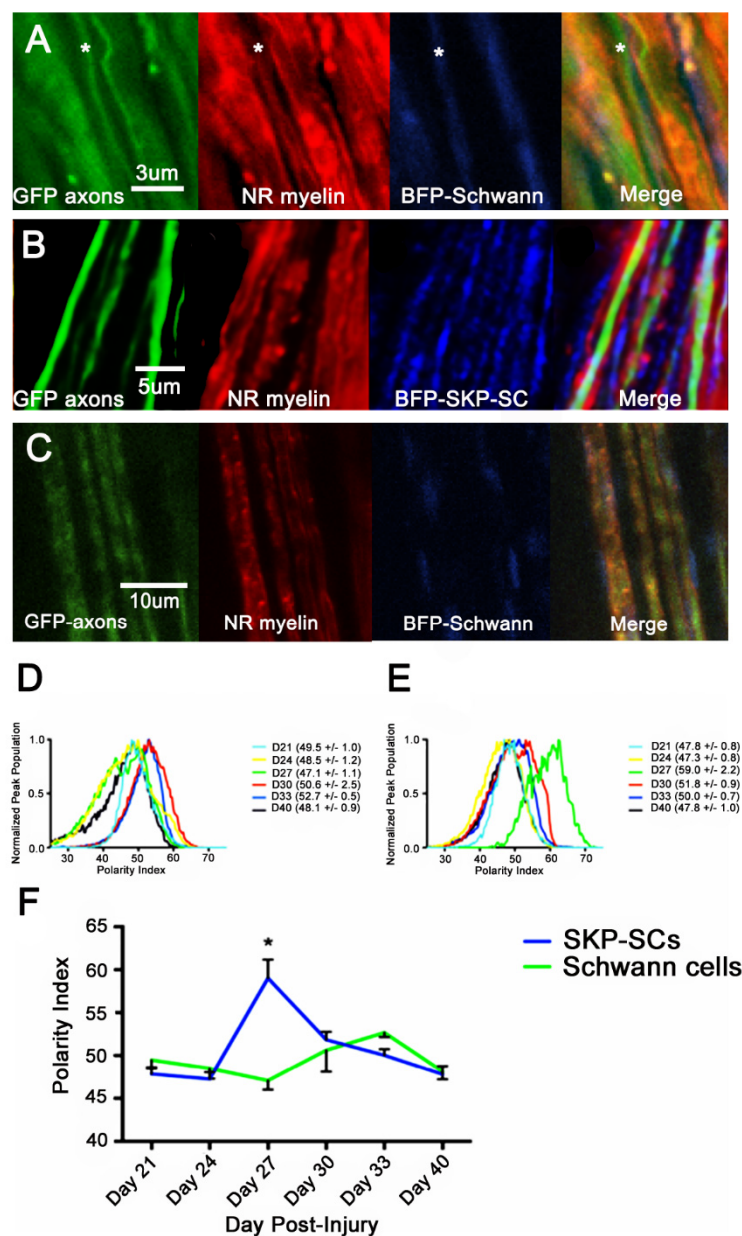 A
*
*
*
*
3um
GFP axons
NR myelin
BFP-Schwann
Merge
B
5um
GFP axons
NR myelin
BFP-SKP-SC
Merge
C
10um
GFP-axons
NR myelin
BFP-Schwann
Merge
D
Normalized Peak Population
1.0
0.5
0.0
30 40 50 60 70
Polarity Index
D21 (49.5 +/- 1.0)
D24 (48.5 +/- 1.2)
D27 (47.1 +/- 1.1)
D30 (50.6 +/- 2.5)
D33 (52.7 +/- 0.5)
D40 (48.1 +/- 0.9)
E
Normalized Peak Population
1.0
0.5
0.0
30 40 50 60 70
Polarity Index
D21 (47.8 +/- 0.8)
D24 (47.3 +/- 0.8)
D27 (59.0 +/- 2.2)
D30 (51.8 +/- 0.9)
D33 (50.0 +/- 0.7)
D40 (47.8 +/- 1.0)
F
Polarity Index
65
60
55
50
45
40
*
SKP-SCs
Schwann cells
Day 21
Day 24
Day 27
Day 30
Day 33
Day 40
Day Post-Injury